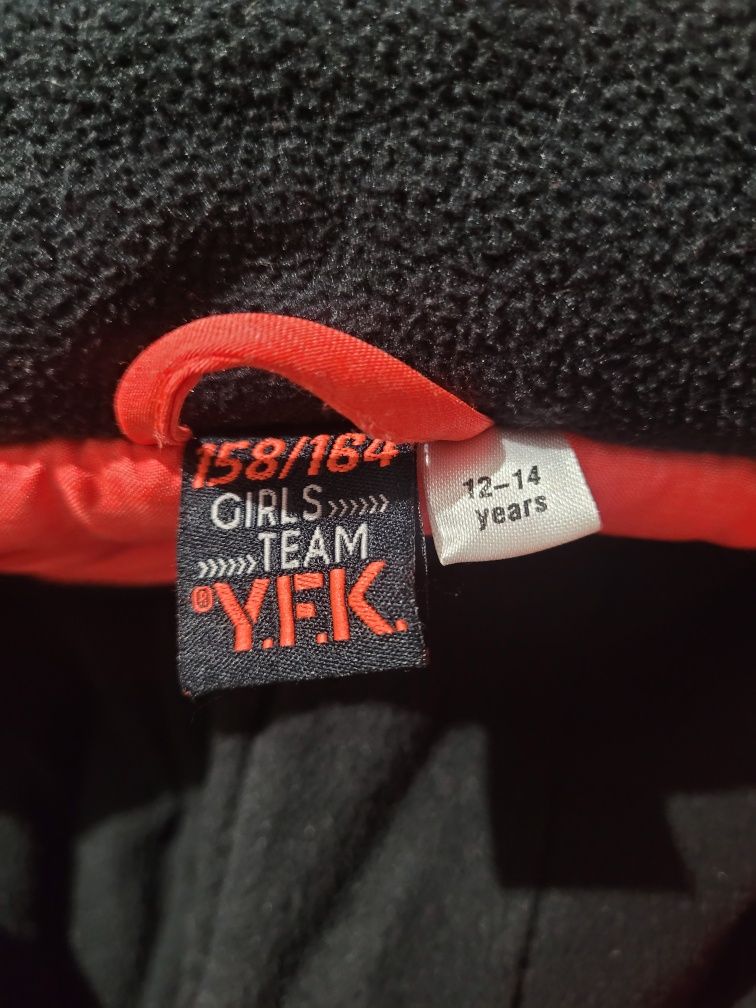 158/164
GIRLS »»»
»»» TEAM
®Y.F.K.
12-14
years